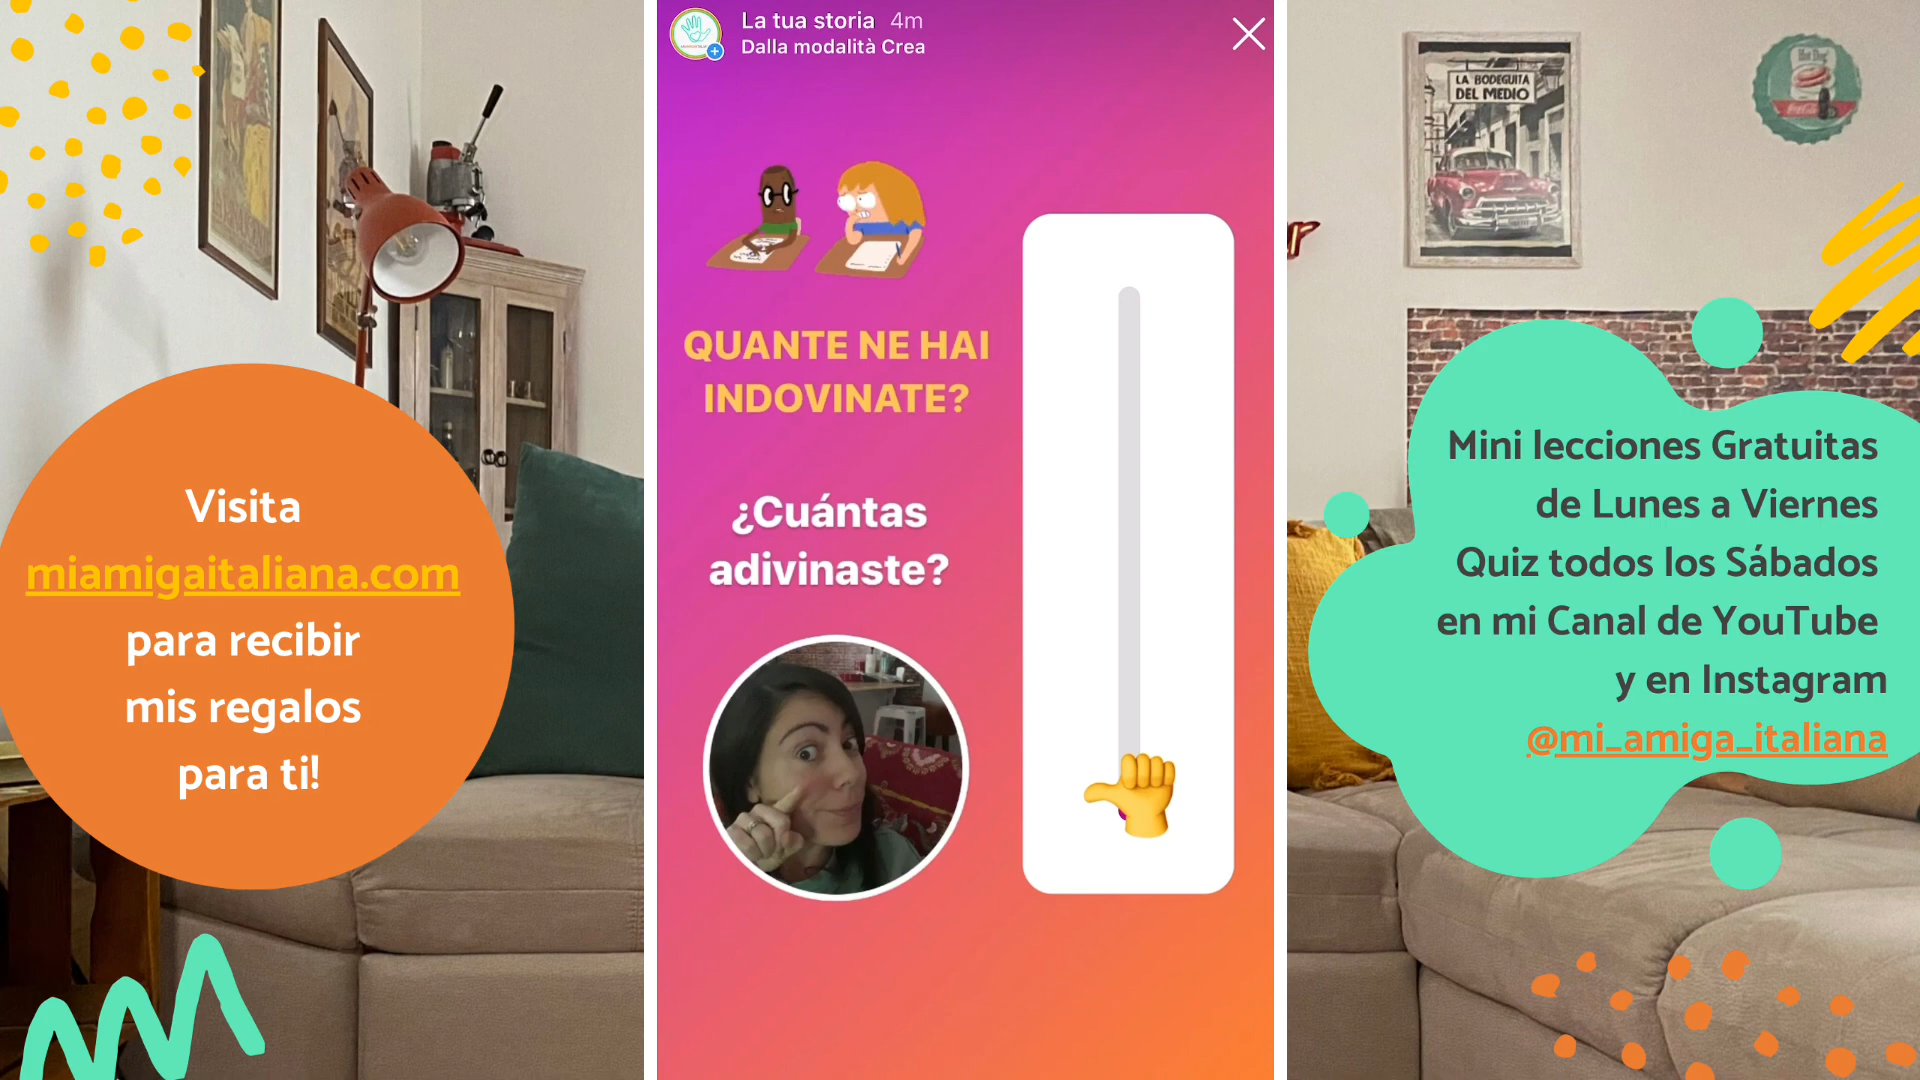 Visita
miamigaitaliana.com
para recibir
mis regalos
para ti!
La tua storia 4m
Dalla modalità Crea
QUANTE NE HAI
INDOVINATE?
¿Cuántas
adivinaste?
LA BODEGUITA
DEL MEDIO
Mini lecciones Gratuitas
de Lunes a Viernes
Quiz todos los Sábados
en mi Canal de YouTube
y en Instagram
@mi_amiga_italiana